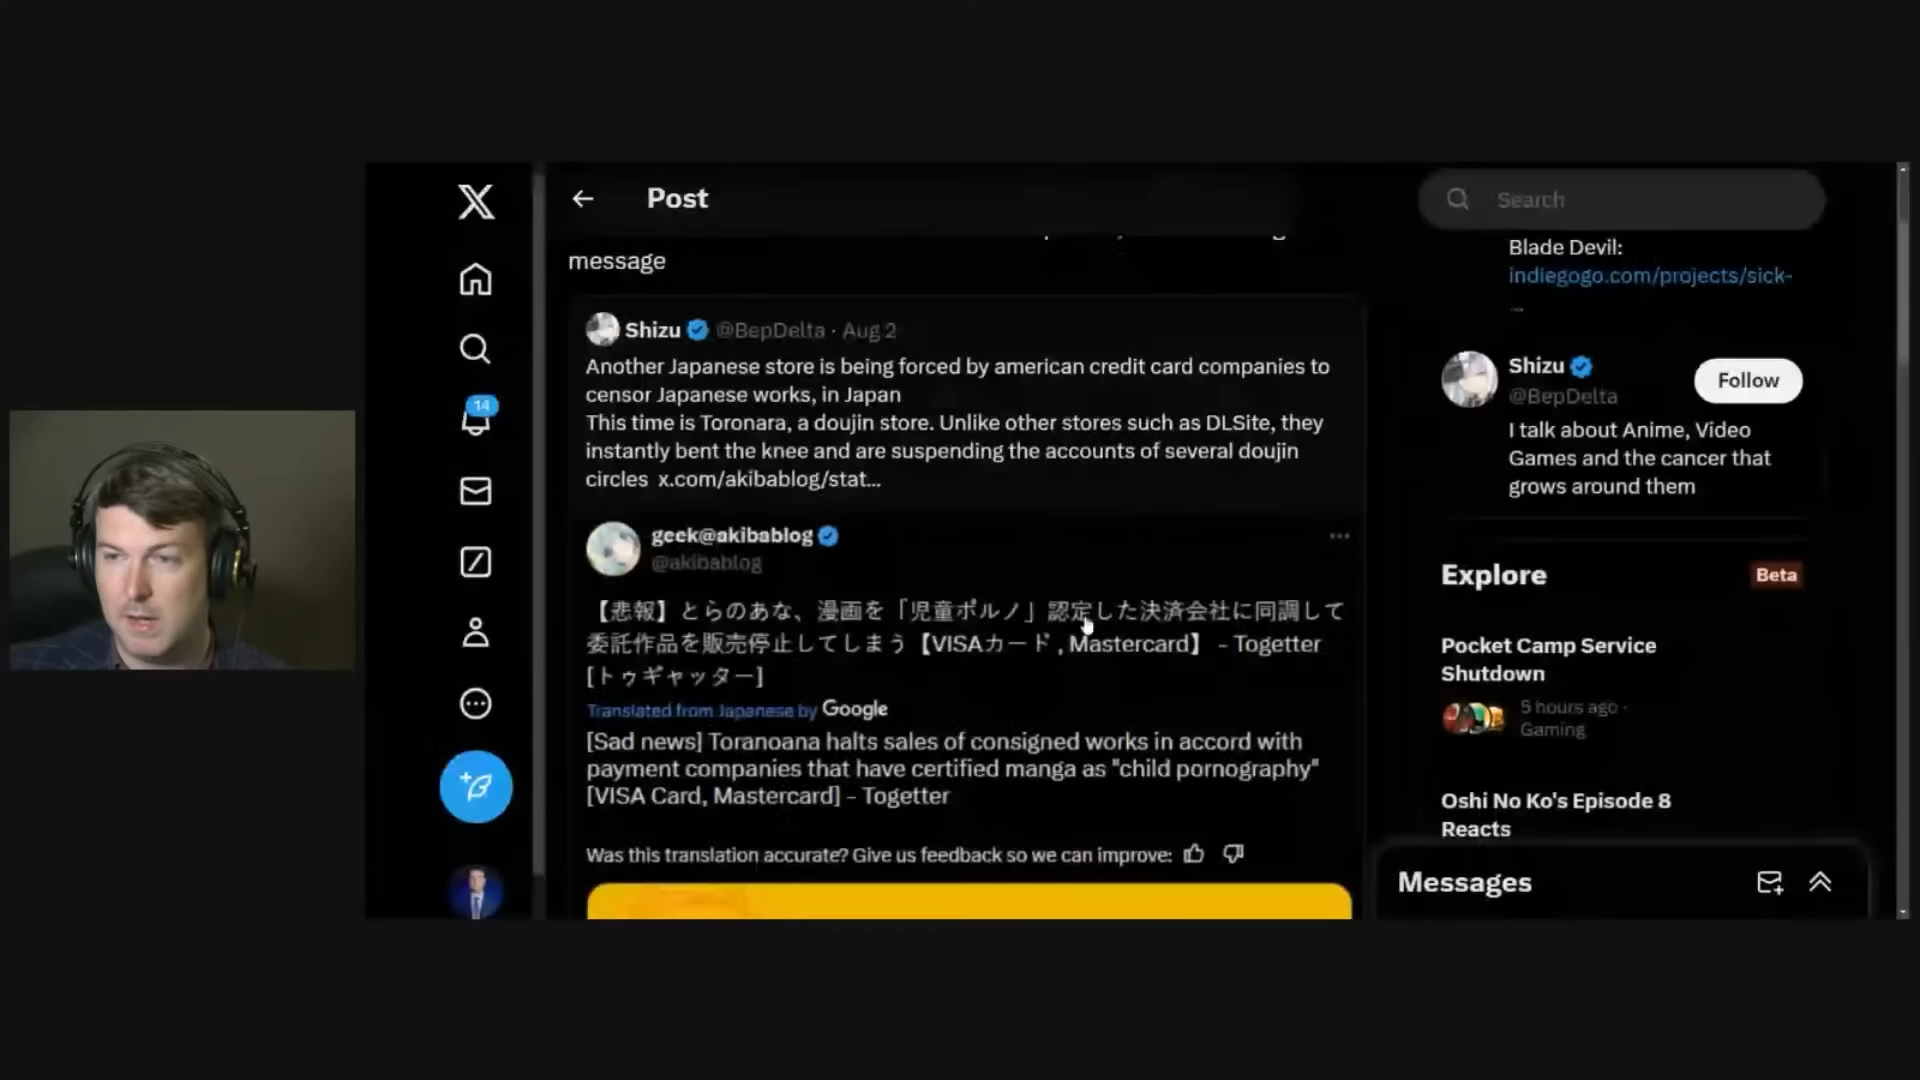 Post
Search
message
Shizu @BepDelta · Aug 2
Another Japanese store is being forced by american credit card companies to
censor Japanese works, in Japan
This time is Toronara, a doujin store. Unlike other stores such as DLSite, they
instantly bent the knee and are suspending the accounts of several doujin
circles x.com/akibablog/stat...
geek@akibablog
@akibablog
【悲報】とらのあな、漫画を「児童ポルノ」認定した決済会社に同調して
委託作品を販売停止してしまう【VISAカード , Mastercard】 - Togetter
[トゥギャッター]
Translated from Japanese by Google
[Sad news] Toranoana halts sales of consigned works in accord with
payment companies that have certified manga as "child pornography"
[VISA Card, Mastercard] - Togetter
Was this translation accurate? Give us feedback so we can improve:
14
Blade Devil:
indiegogo.com/projects/sick-
...
Shizu
@BepDelta
Follow
I talk about Anime, Video
Games and the cancer that
grows around them
Explore
Beta
Pocket Camp Service
Shutdown
5 hours ago ·
Gaming
Oshi No Ko's Episode 8
Reacts
Messages